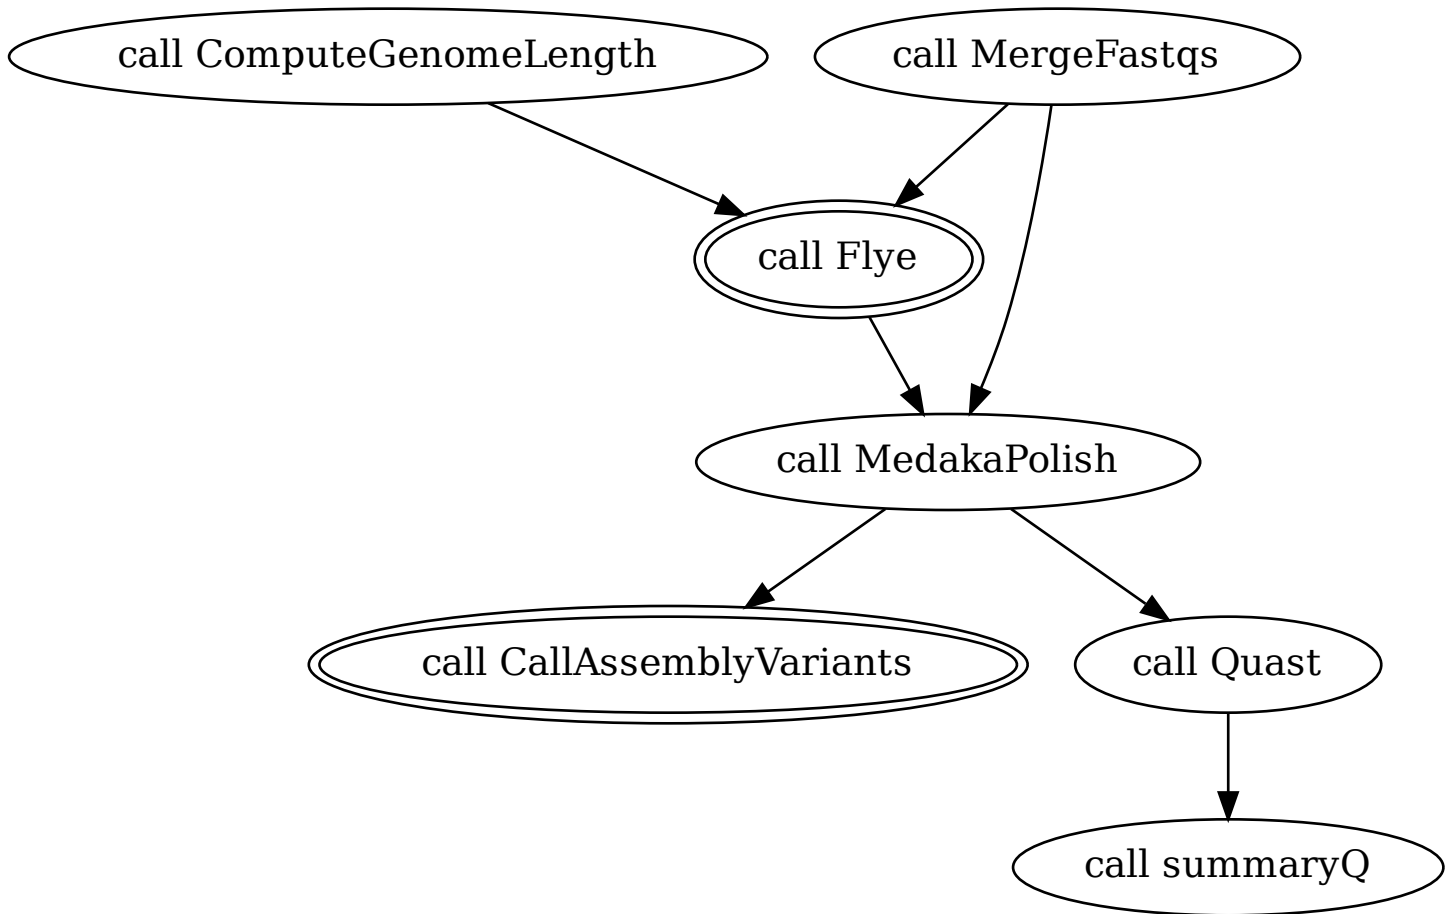 call ComputeGenomeLength
call MergeFastqs
call Flye
call MedakaPolish
call CallAssemblyVariants
call Quast
call summaryQ